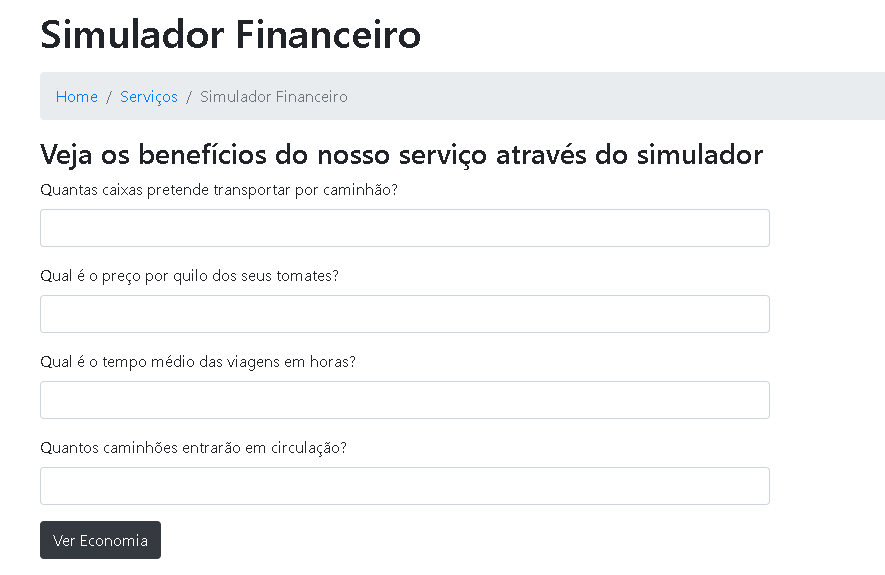 Simulador Financeiro
Home / Serviços / Simulador Financeiro
Veja os benefícios do nosso serviço através do simulador
Quantas caixas pretende transportar por caminhão?
Qual é o preço por quilo dos seus tomates?
Qual é o tempo médio das viagens em horas?
Quantos caminhões entrarão em circulação?
Ver Economia